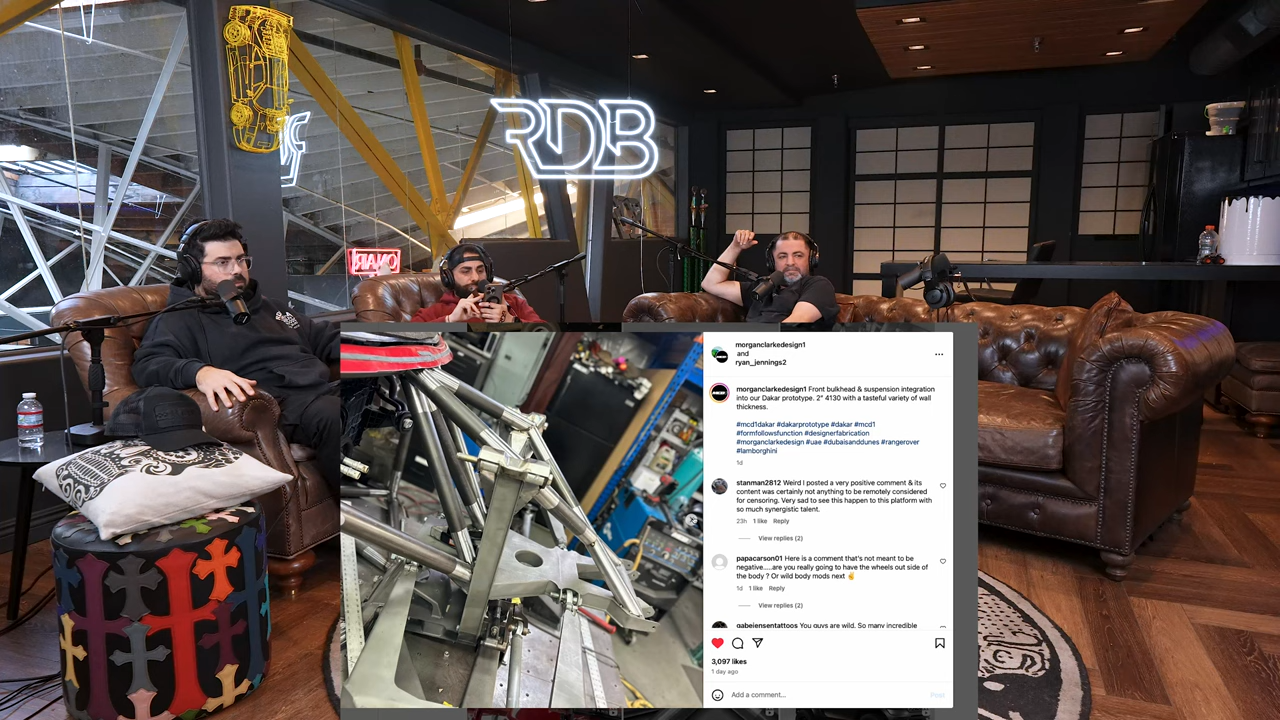 RDB
morganclarkedesign1
and
ryan_jennings2
morganclarkedesign1 Front bulkhead & suspension integration
into our Dakar prototype. 2" 4130 with a tasteful variety of wall
thickness.
#mcd1dakar #dakarprototype #dakar #mcd1
#formfollowsfunction #designerfabrication
#morganclarkedesign #uae #dubaisanddunes #rangerover
#lamborghini
1d
stanman2812 Weird I posted a very positive comment & its
content was certainly not anything to be remotely considered
for censoring. Very sad to see this happen to this platform with
so much synergistic talent.
23h 1 like Reply
View replies (2)
papacarson01 Here is a comment that's not meant to be
negative.....are you really going to have the wheels out side of
the body ? Or wild body mods next ✌
1d 1 like Reply
View replies (2)
gabejensentattoos You guys are wild. So many incredible
3,097 likes
1 day ago
Add a comment...
Post